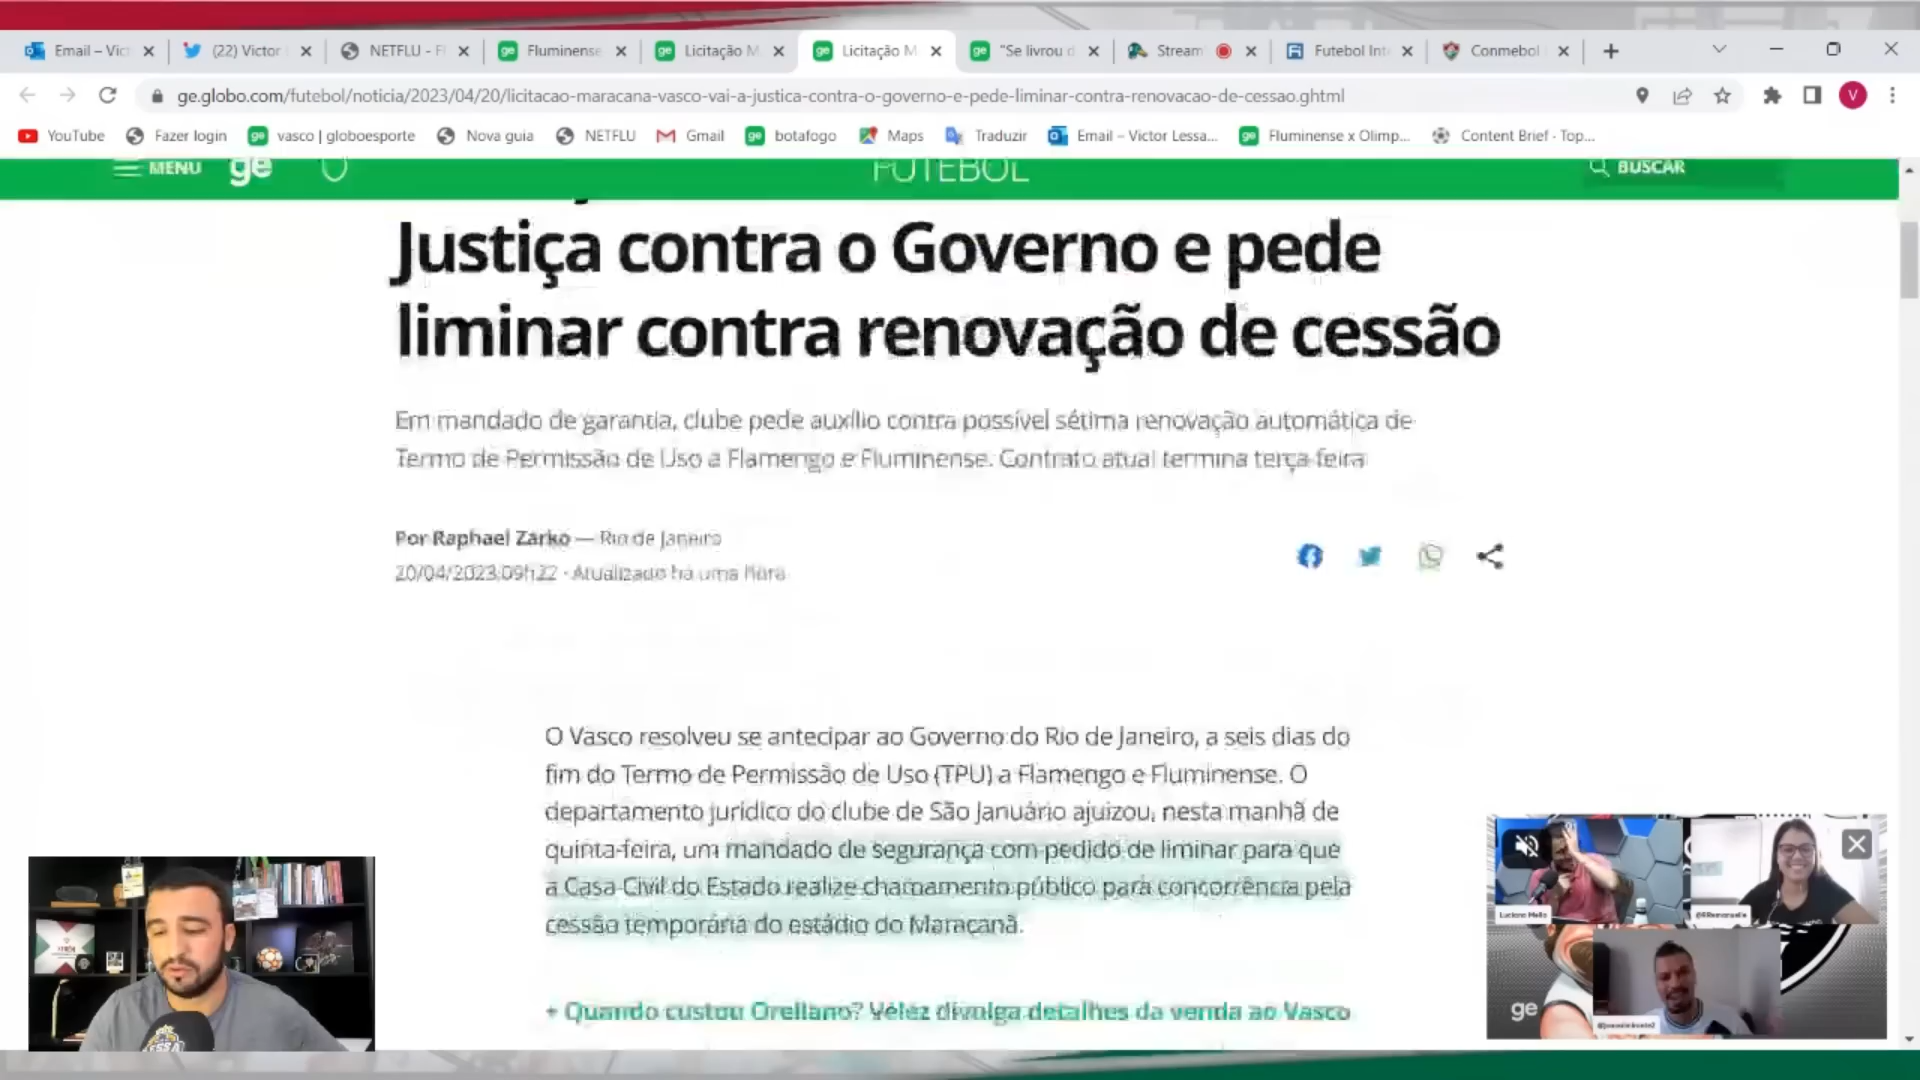 Email – Vic
(22) Victor
NETFLU - F
Fluminense
Licitação M
Licitação M
"Se livrou d
Stream
Futebol Int
Conmebol
ge.globo.com/futebol/noticia/2023/04/20/licitacao-maracana-vasco-vai-a-justica-contra-o-governo-e-pede-liminar-contra-renovacao-de-cessao.ghtml
V
YouTube
Fazer login
vasco | globoesporte
Nova guia
NETFLU
Gmail
botafogo
Maps
Traduzir
Email – Victor Lessa...
Fluminense x Olimp...
Content Brief - Top...
MENU
ge
FUTEBOL
BUSCAR
Justiça contra o Governo e pede
liminar contra renovação de cessão
Em mandado de garantia, clube pede auxílio contra possível sétima renovação automática de
Termo de Permissão de Uso a Flamengo e Fluminense. Contrato atual termina terça-feira
Por Raphael Zarko — Rio de Janeiro
20/04/2023 09h22 · Atualizado há uma hora
O Vasco resolveu se antecipar ao Governo do Rio de Janeiro, a seis dias do
fim do Termo de Permissão de Uso (TPU) a Flamengo e Fluminense. O
departamento jurídico do clube de São Januário ajuizou, nesta manhã de
quinta-feira, um mandado de segurança com pedido de liminar para que
a Casa Civil do Estado realize chamamento público para concorrência pela
cessão temporária do estádio do Maracanã.
+ Quando custou Orellano? Vélez divulga detalhes da venda ao Vasco
Luciano Mello
ge